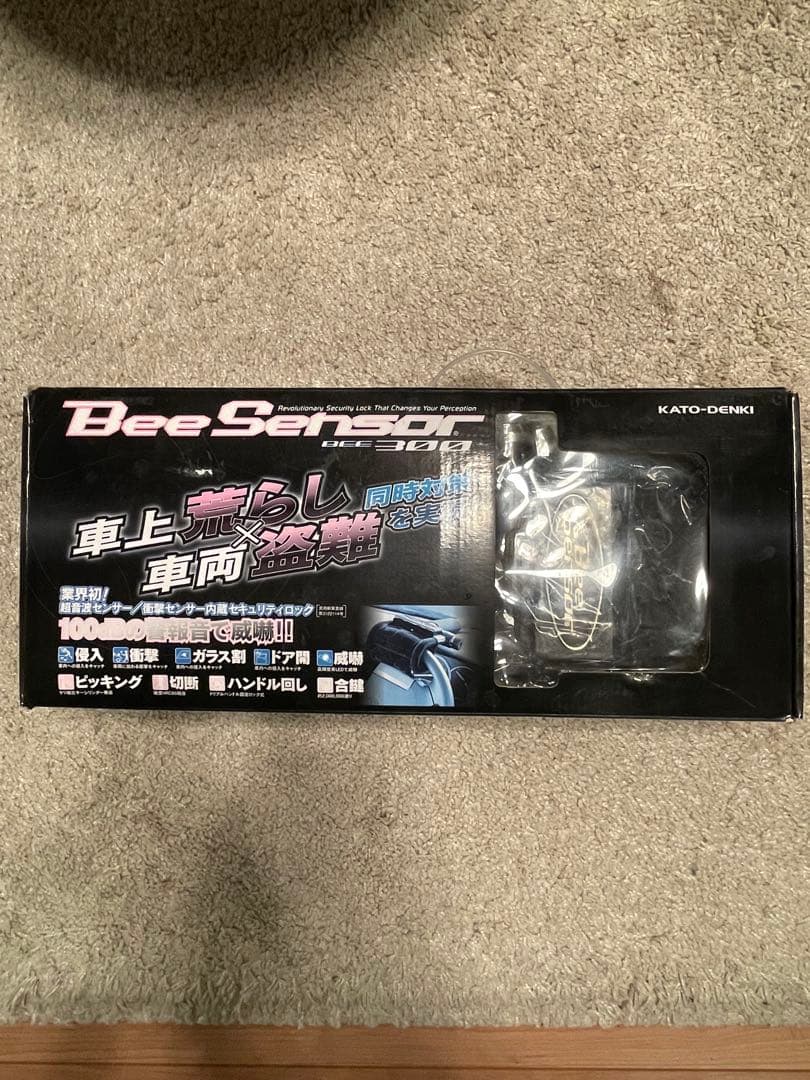 Revolutionary Security Lock That Changes Your Perception
Bee Sensor
BEE 300
KATO-DENKI
車上荒らし
×
車両盗難
同時対策
を実
業界初!
超音波センサー/衝撃センサー内蔵セキュリティロック
100dBの警報音で威嚇!!
侵入 衝撃 ガラス割 ドア開 威嚇
ピッキング 切断 ハンドル回し 合鍵
Bee Sensor